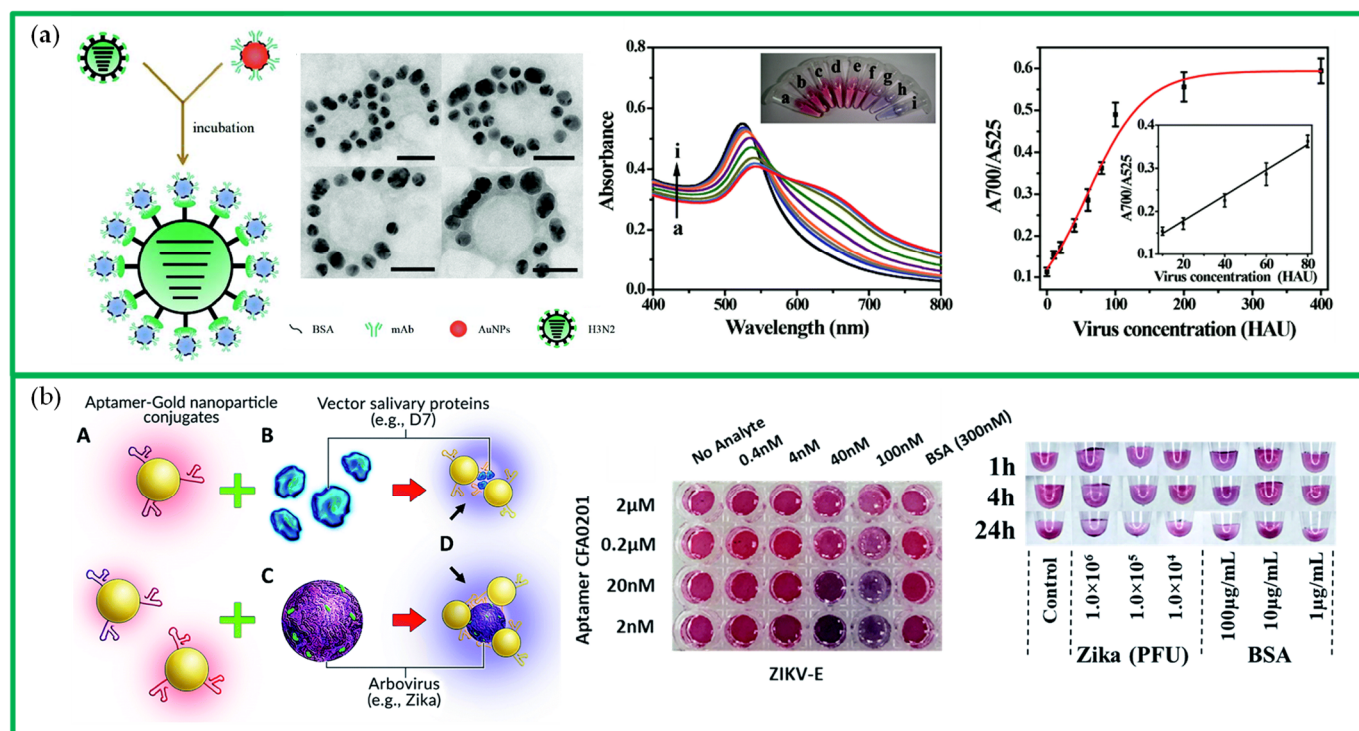 (a)
incubation
BSA
mAb
AuNPs
H3N2
0.8
0.6
0.4
0.2
0.0
Absorbance
i
a
a b c d e f g h i
400 500 600 700 800
Wavelength (nm)
0.6
0.5
0.4
0.3
0.2
0.1
A700/A525
0 100 200 300 400
Virus concentration (HAU)
0.4
0.3
0.2
0.1
A700/A525
20 40 60 80
Virus concentration (HAU)
(b)
Aptamer-Gold nanoparticle
conjugates
Vector salivary proteins
(e.g., D7)
A
B
C
D
Arbovirus
(e.g., Zika)
No Analyte
0.4nM
4nM
40nM
100nM
BSA (300nM)
Aptamer CFA0201
2μM
0.2μM
20nM
2nM
ZIKV-E
1h
4h
24h
Control
1.0×10⁶
1.0×10⁵
1.0×10⁴
100μg/mL
10μg/mL
1μg/mL
Zika (PFU)
BSA